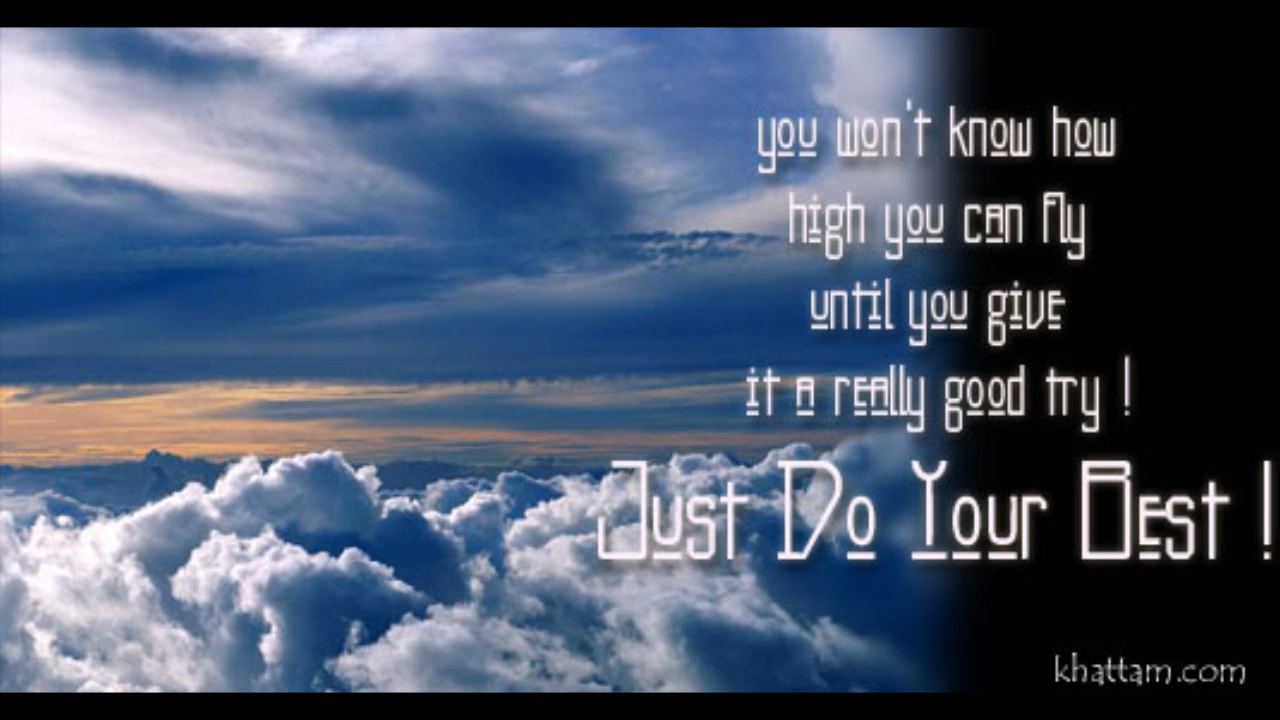 you won't know how
high you can fly
until you give
it a really good try !
Just Do Your Best !
khattam.com